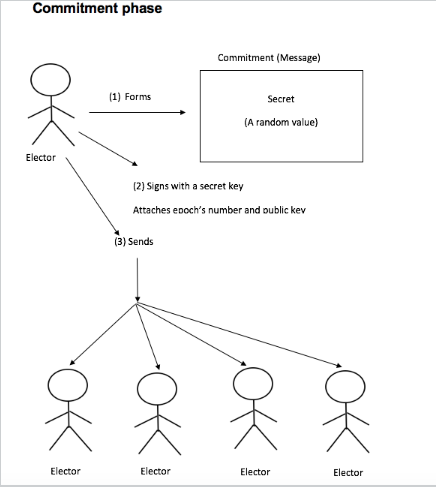 Commitment phase
Commitment (Message)
(1) Forms
Secret
(A random value)
Elector
(2) Signs with a secret key
Attaches epoch's number and public key
(3) Sends
Elector
Elector
Elector
Elector